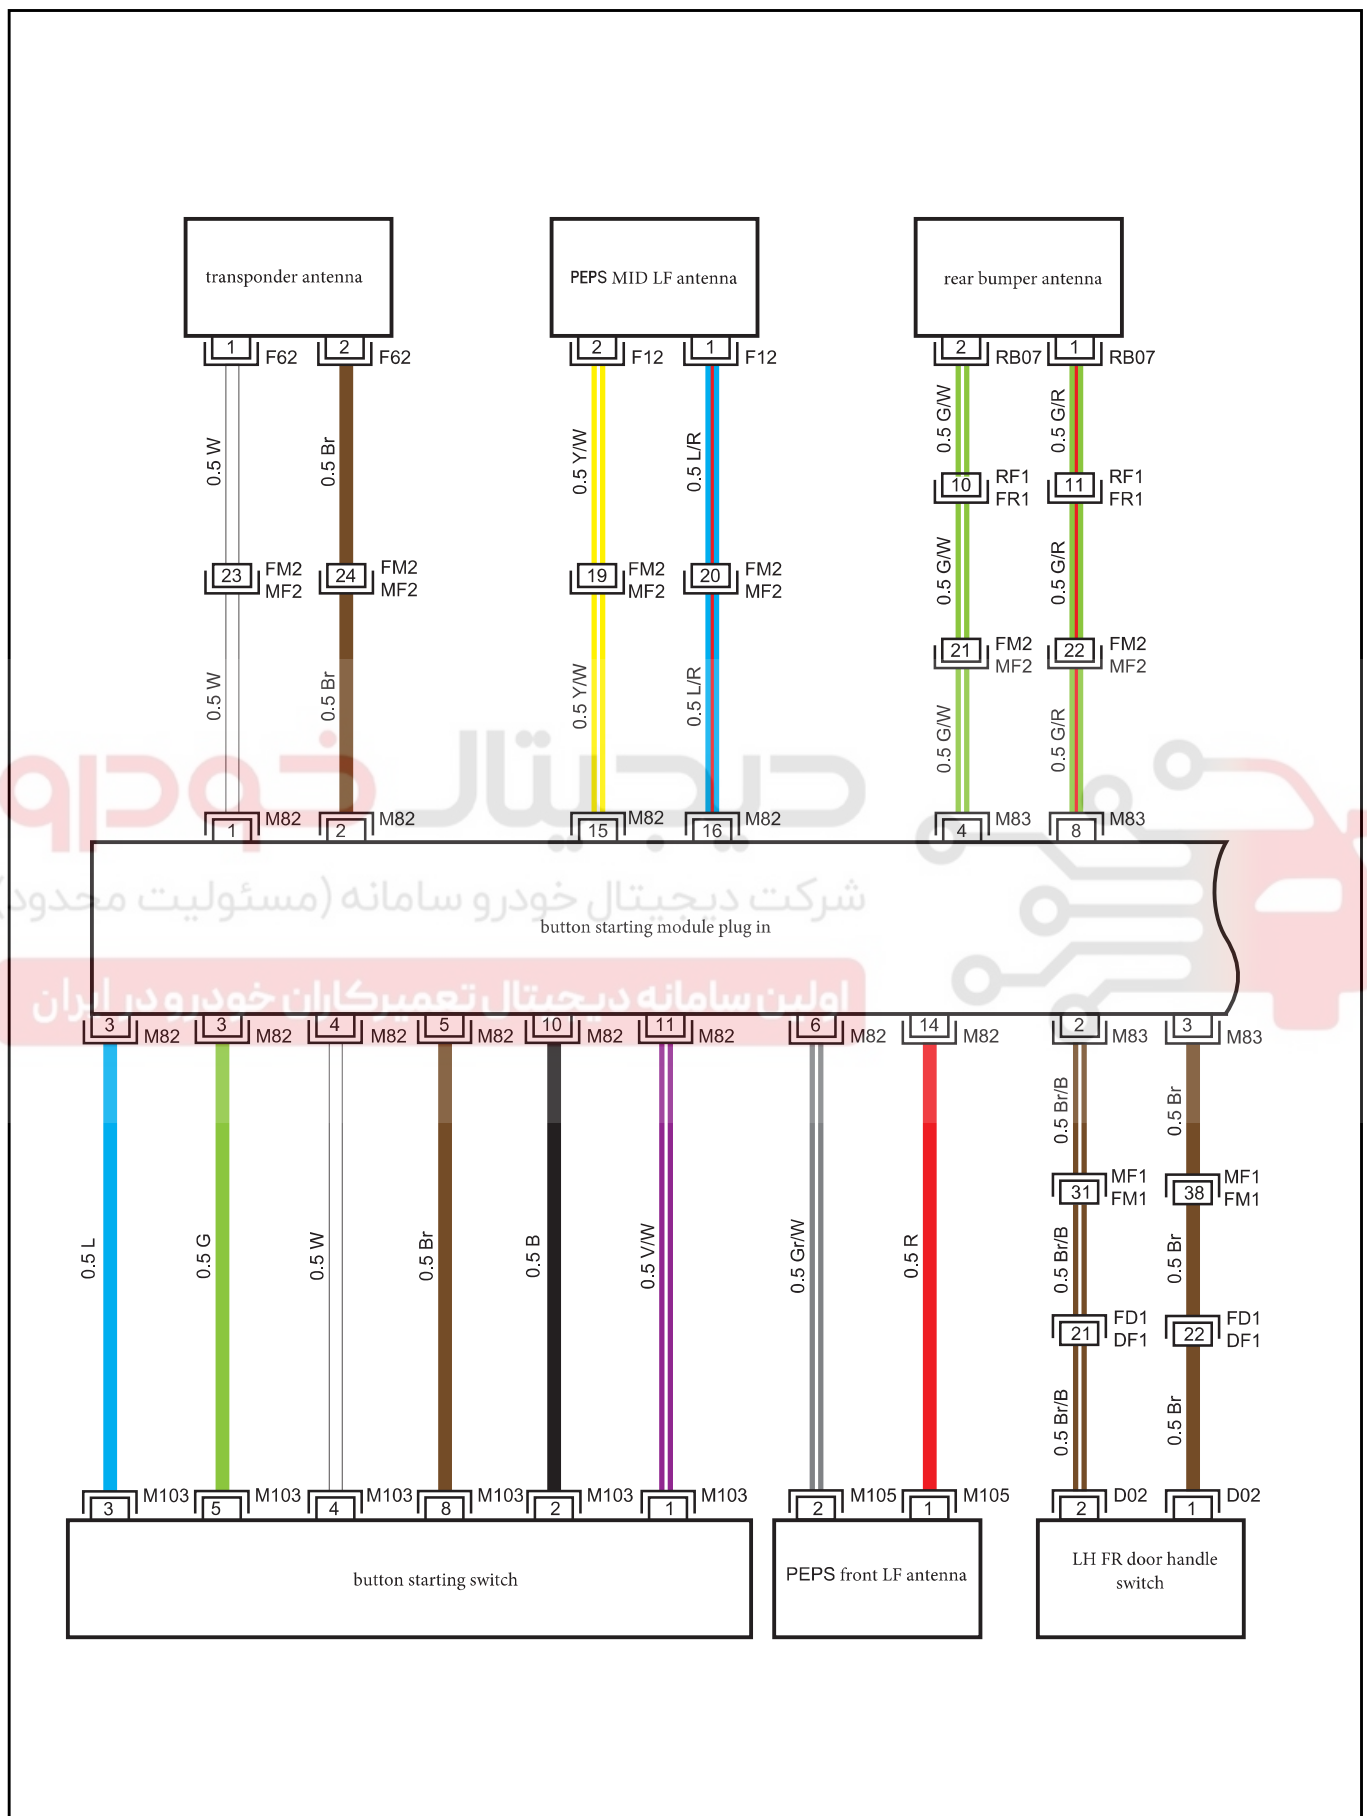 transponder antenna
PEPS MID LF antenna
rear bumper antenna
1 F62 2 F62 2 F12 1 F12 2 RB07 1 RB07
0.5 W 0.5 Br 0.5 Y/W 0.5 L/R 0.5 G/W 0.5 G/R
10 RF1 11 RF1
FR1 FR1
0.5 G/W 0.5 G/R
23 FM2 24 FM2 19 FM2 20 FM2
MF2 MF2 MF2 MF2
21 FM2 22 FM2
MF2 MF2
0.5 W 0.5 Br 0.5 Y/W 0.5 L/R 0.5 G/W 0.5 G/R
دیجیتال خودرو
M82 M82 M82 M82 M83 M83
1 2 15 16 4 8
شرکت دیجیتال خودرو سامانه (مسئولیت محدود)
button starting module plug in
اولین سامانه دیجیتال تعمیرکاران خودرو در ایران
3 M82 3 M82 4 M82 5 M82 10 M82 11 M82 6 M82 14 M82 2 M83 3 M83
0.5 Br/B 0.5 Br
31 MF1 38 MF1
FM1 FM1
0.5 L 0.5 G 0.5 W 0.5 Br 0.5 B 0.5 V/W 0.5 Gr/W 0.5 R 0.5 Br/B 0.5 Br
21 FD1 22 FD1
DF1 DF1
0.5 Br/B 0.5 Br
3 M103 5 M103 4 M103 8 M103 2 M103 1 M103 2 M105 1 M105 2 D02 1 D02
button starting switch
PEPS front LF antenna
LH FR door handle
switch